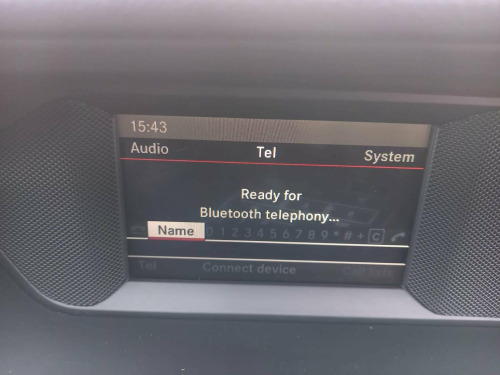 15:43
Audio Tel System
Ready for
Bluetooth telephony...
Name 0 1 2 3 4 5 6 7 8 9 * # + C
Tel Connect device Call lists